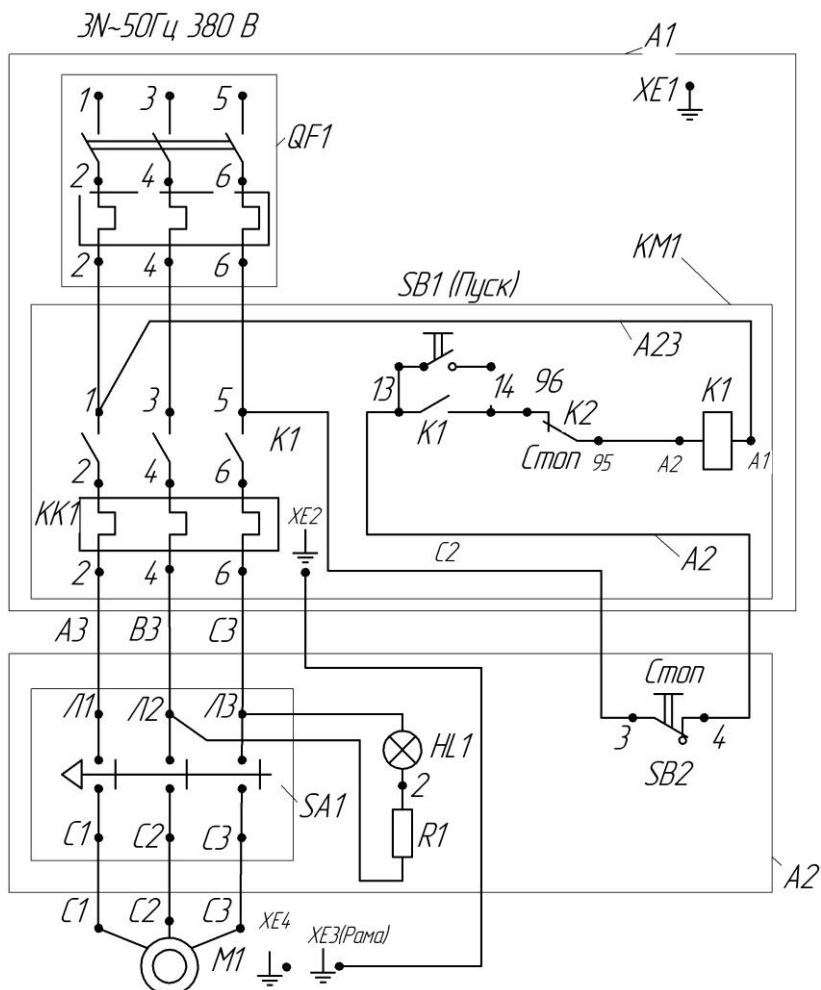 3N~50Гц 380 В
A1
XE1
1 3 5
QF1
2 4 6
2 4 6
KM1
SB1 (Пуск)
A23
13 14 96 K1
1 3 5
K1 K1 K2
Стоп 95 A2 A1
2 4 6
KK1
XE2
C2 A2
2 4 6
A3 B3 C3
Стоп
Л1 Л2 Л3
3 4
HL1
SB2
2
SA1
R1
C1 C2 C3
A2
C1 C2 C3
XE4 XE3(Рама)
M1